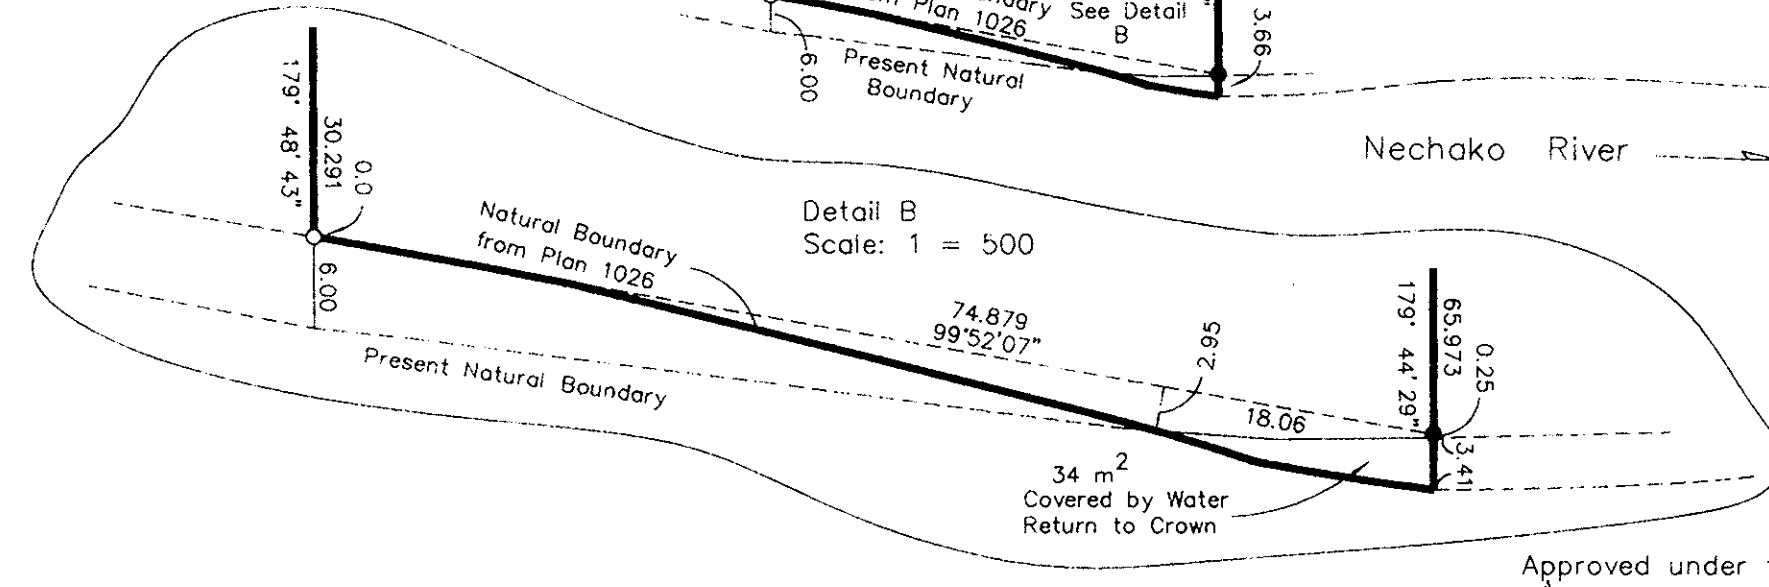 See Detail
Plan 1026
B
3.66
6.00
Present Natural
Boundary
Nechako River
179° 48' 43"
30.291
0.0
Natural Boundary
from Plan 1026
Detail B
Scale: 1 = 500
6.00
74.879
99°52'07"
2.95
179° 44' 29"
65.973
0.25
Present Natural Boundary
18.06
3.41
34 m²
Covered by Water
Return to Crown
Approved under